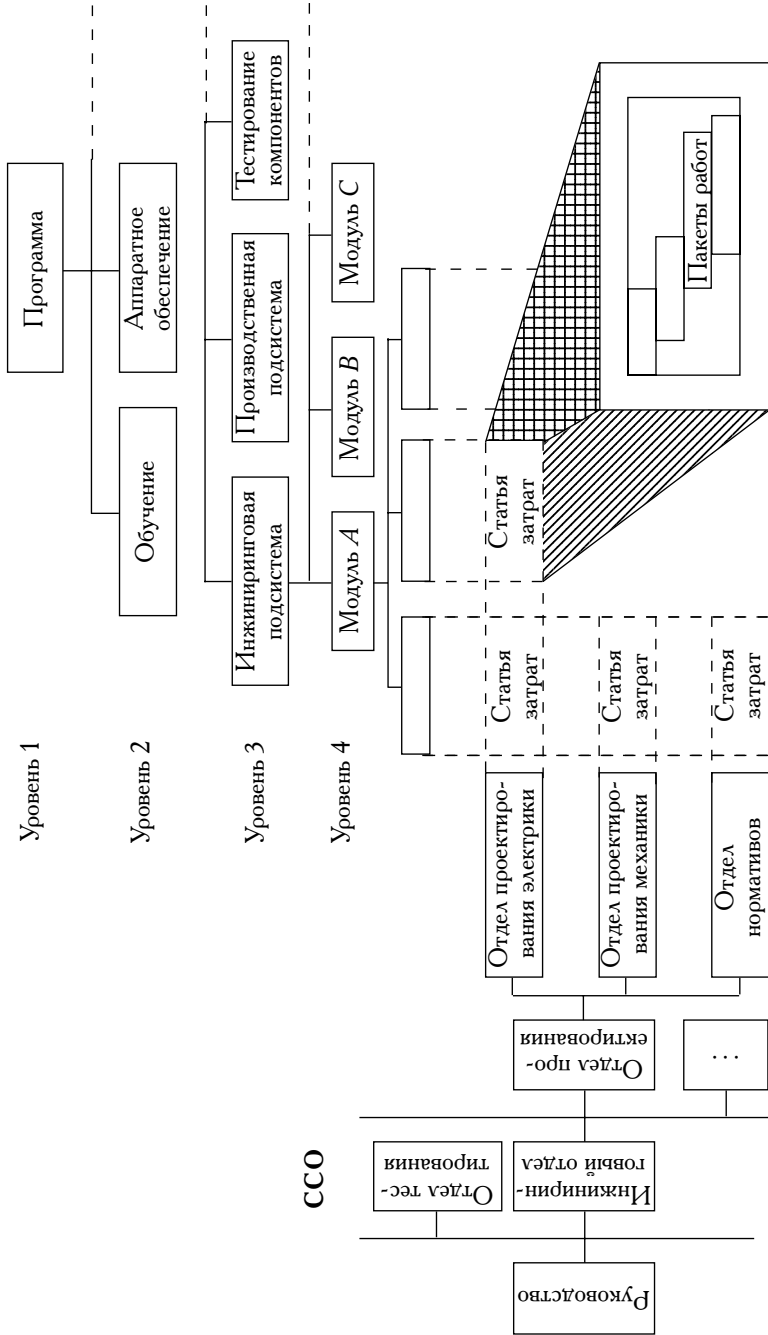 Программа
Уровень 1
Обучение
Аппаратное
обеспечение
Уровень 2
Инжиниринговая
подсистема
Производственная
подсистема
Тестирование
компонентов
Уровень 3
Модуль A
Модуль B
Модуль C
Уровень 4
ССО
Руководство
Отдел тес-
тирования
Инжинирин-
говый отдел
Отдел про-
ектирования
...
Отдел проектиро-
вания электрики
Статья
затрат
Статья
затрат
Отдел проектиро-
вания механики
Статья
затрат
Отдел
нормативов
Статья
затрат
Пакеты работ